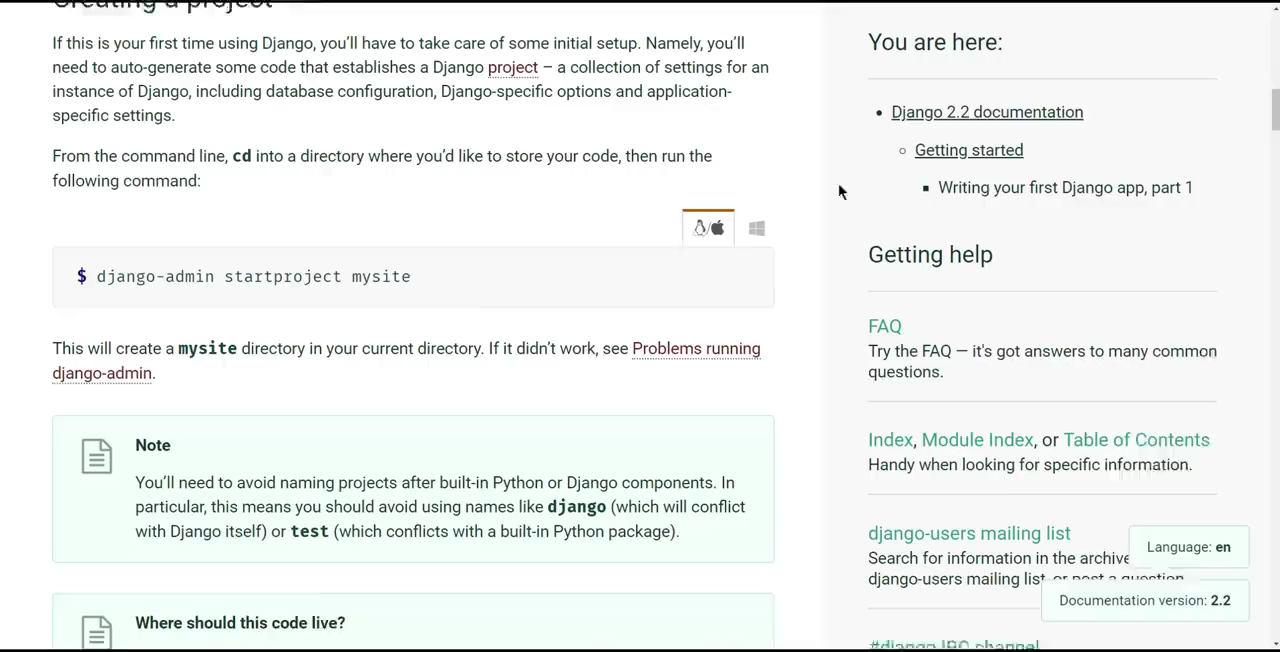 Creating a project
If this is your first time using Django, you’ll have to take care of some initial setup. Namely, you’ll
need to auto-generate some code that establishes a Django project – a collection of settings for an
instance of Django, including database configuration, Django-specific options and application-
specific settings.
From the command line, cd into a directory where you’d like to store your code, then run the
following command:
/
$ django-admin startproject mysite
This will create a mysite directory in your current directory. If it didn’t work, see Problems running
django-admin.
Note
You’ll need to avoid naming projects after built-in Python or Django components. In
particular, this means you should avoid using names like django (which will conflict
with Django itself) or test (which conflicts with a built-in Python package).
Where should this code live?
You are here:
Django 2.2 documentation
Getting started
Writing your first Django app, part 1
Getting help
FAQ
Try the FAQ — it's got answers to many common
questions.
Index, Module Index, or Table of Contents
Handy when looking for specific information.
django-users mailing list
Search for information in the archive
django-users mailing list, or post a question.
#django IRC channel
Language: en
Documentation version: 2.2